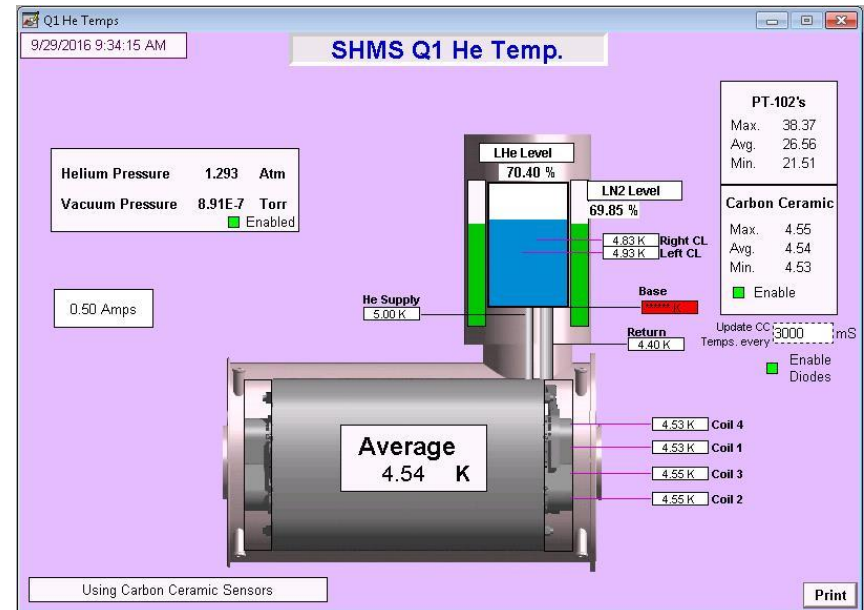 Q1 He Temps
9/29/2016 9:34:15 AM
SHMS Q1 He Temp.
Helium Pressure 1.293 Atm
Vacuum Pressure 8.91E-7 Torr
Enabled
0.50 Amps
LHe Level
70.40 %
LN2 Level
69.85 %
4.83 K Right CL
4.93 K Left CL
He Supply
5.00 K
Base
****** K
Return
4.40 K
PT-102's
Max. 38.37
Avg. 26.56
Min. 21.51
Carbon Ceramic
Max. 4.55
Avg. 4.54
Min. 4.53
Enable
Update CC
Temps. every 3000 mS
Enable
Diodes
Average
4.54 K
4.53 K Coil 4
4.53 K Coil 1
4.55 K Coil 3
4.55 K Coil 2
Using Carbon Ceramic Sensors
Print